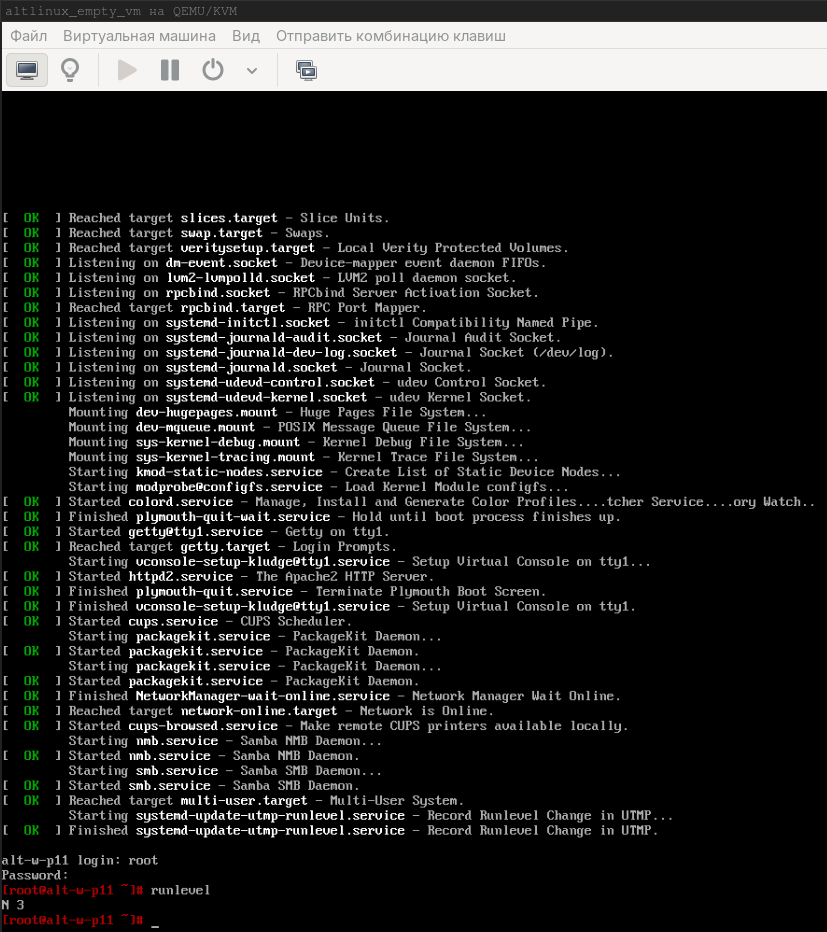 altlinux_empty_vm на QEMU/KVM
Файл Виртуальная машина Вид Отправить комбинацию клавиш
[  OK  ] Reached target slices.target - Slice Units.
[  OK  ] Reached target swap.target - Swaps.
[  OK  ] Reached target veritysetup.target - Local Verity Protected Volumes.
[  OK  ] Listening on dm-event.socket - Device-mapper event daemon FIFOs.
[  OK  ] Listening on lvm2-lvmpolld.socket - LVM2 poll daemon socket.
[  OK  ] Listening on rpcbind.socket - RPCbind Server Activation Socket.
[  OK  ] Reached target rpcbind.target - RPC Port Mapper.
[  OK  ] Listening on systemd-initctl.socket - initctl Compatibility Named Pipe.
[  OK  ] Listening on systemd-journald-audit.socket - Journal Audit Socket.
[  OK  ] Listening on systemd-journald-dev-log.socket - Journal Socket (/dev/log).
[  OK  ] Listening on systemd-journald.socket - Journal Socket.
[  OK  ] Listening on systemd-udevd-control.socket - udev Control Socket.
[  OK  ] Listening on systemd-udevd-kernel.socket - udev Kernel Socket.
Mounting dev-hugepages.mount - Huge Pages File System...
Mounting dev-mqueue.mount - POSIX Message Queue File System...
Mounting sys-kernel-debug.mount - Kernel Debug File System...
Mounting sys-kernel-tracing.mount - Kernel Trace File System...
Starting kmod-static-nodes.service - Create List of Static Device Nodes...
Starting modprobe@configfs.service - Load Kernel Module configfs...
[  OK  ] Started colord.service - Manage, Install and Generate Color Profiles....tcher Service....ory Watch..
[  OK  ] Finished plymouth-quit-wait.service - Hold until boot process finishes up.
[  OK  ] Started getty@tty1.service - Getty on tty1.
[  OK  ] Reached target getty.target - Login Prompts.
Starting vconsole-setup-kludge@tty1.service - Setup Virtual Console on tty1...
[  OK  ] Started httpd2.service - The Apache2 HTTP Server.
[  OK  ] Finished plymouth-quit.service - Terminate Plymouth Boot Screen.
[  OK  ] Finished vconsole-setup-kludge@tty1.service - Setup Virtual Console on tty1.
[  OK  ] Started cups.service - CUPS Scheduler.
Starting packagekit.service - PackageKit Daemon...
[  OK  ] Started packagekit.service - PackageKit Daemon.
Starting packagekit.service - PackageKit Daemon...
[  OK  ] Started packagekit.service - PackageKit Daemon.
[  OK  ] Finished NetworkManager-wait-online.service - Network Manager Wait Online.
[  OK  ] Reached target network-online.target - Network is Online.
[  OK  ] Started cups-browsed.service - Make remote CUPS printers available locally.
Starting nmb.service - Samba NMB Daemon...
[  OK  ] Started nmb.service - Samba NMB Daemon.
Starting smb.service - Samba SMB Daemon...
[  OK  ] Started smb.service - Samba SMB Daemon.
[  OK  ] Reached target multi-user.target - Multi-User System.
Starting systemd-update-utmp-runlevel.service - Record Runlevel Change in UTMP...
[  OK  ] Finished systemd-update-utmp-runlevel.service - Record Runlevel Change in UTMP.
alt-w-p11 login: root
Password:
[root@alt-w-p11 ~]# runlevel
N 3
[root@alt-w-p11 ~]# _